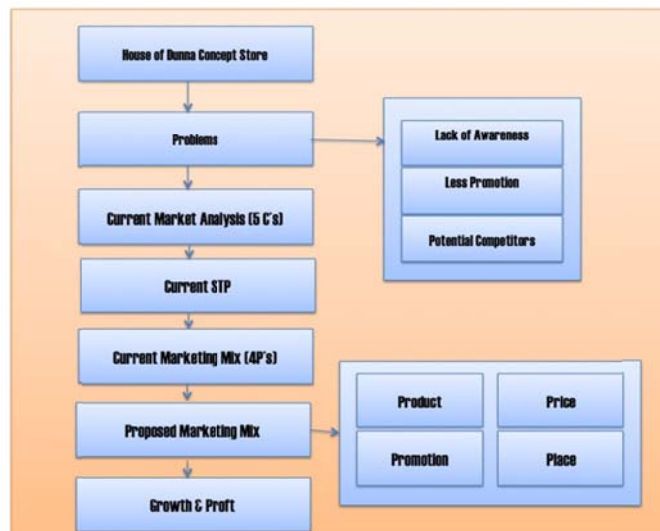 House of Dunna Concept Store
Problems
Lack of Awareness
Less Promotion
Potential Competitors
Current Market Analysis (5 C's)
Current STP
Current Marketing Mix (4P's)
Proposed Marketing Mix
Product
Price
Promotion
Place
Growth & Proft